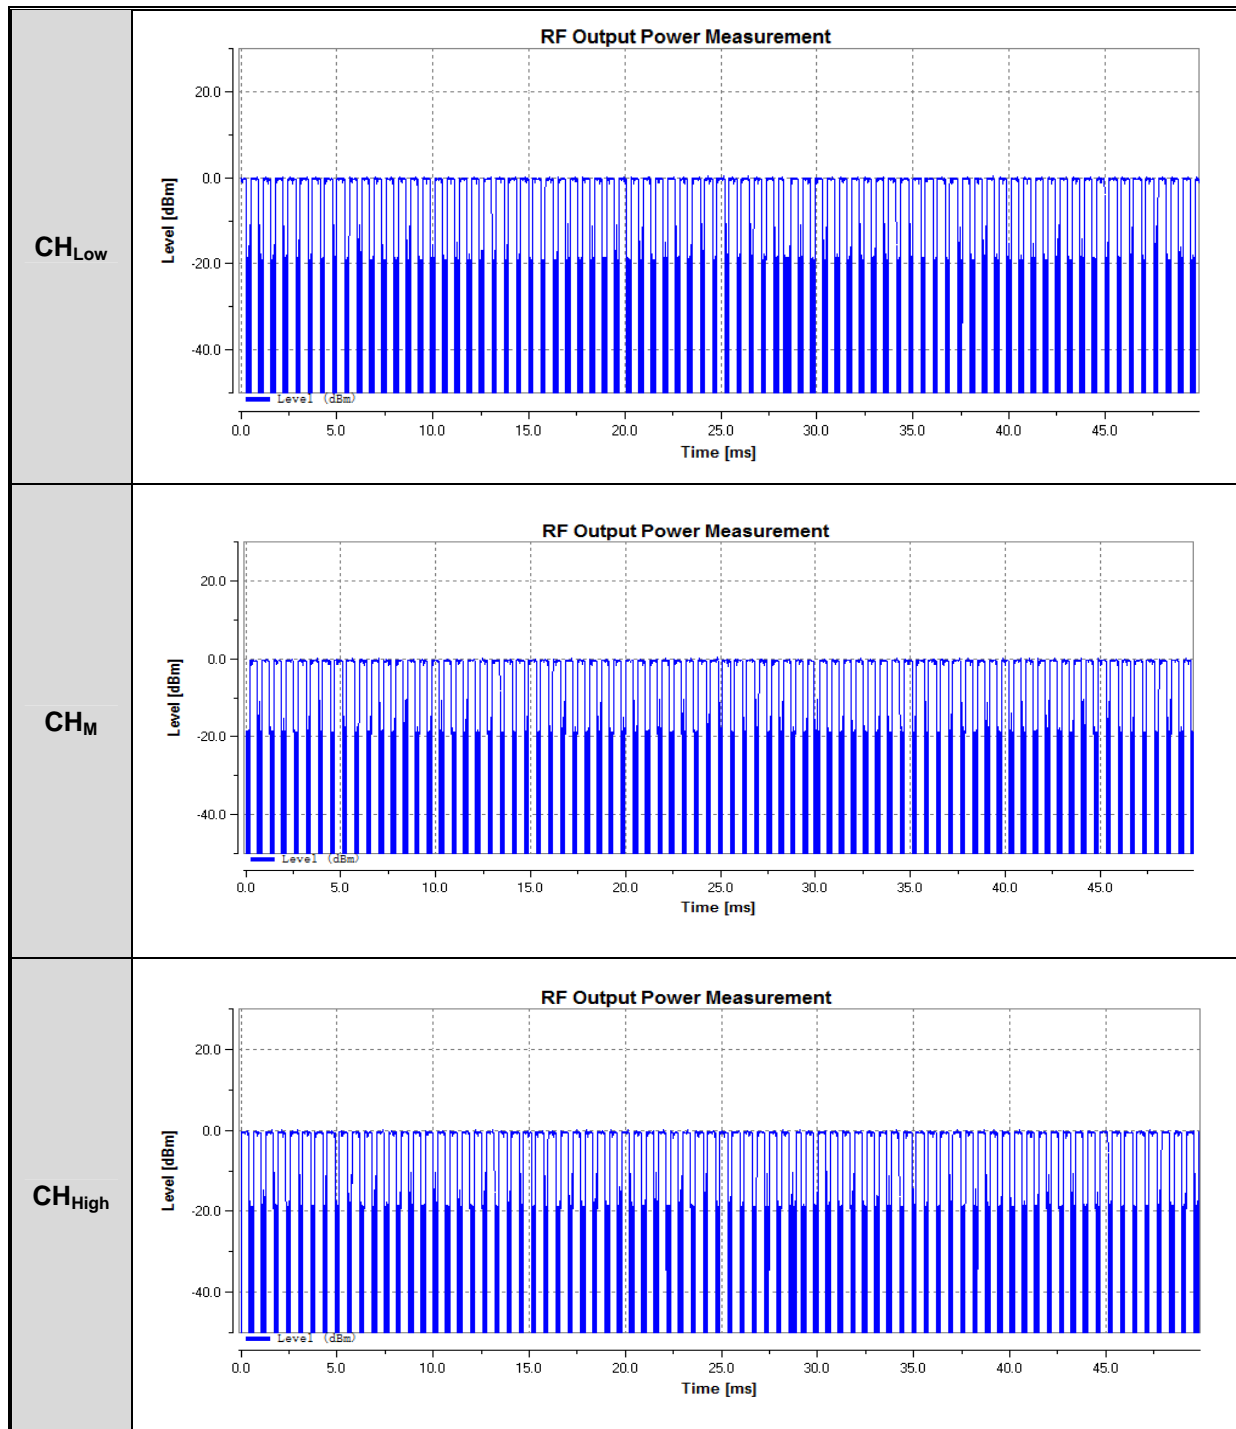 RF Output Power Measurement
20.0
0.0
-20.0
-40.0
Level [dBm]
CHLow
Level (dBm)
0.0 5.0 10.0 15.0 20.0 25.0 30.0 35.0 40.0 45.0
Time [ms]
RF Output Power Measurement
20.0
0.0
-20.0
-40.0
Level [dBm]
CHM
Level (dBm)
0.0 5.0 10.0 15.0 20.0 25.0 30.0 35.0 40.0 45.0
Time [ms]
RF Output Power Measurement
20.0
0.0
-20.0
-40.0
Level [dBm]
CHHigh
Level (dBm)
0.0 5.0 10.0 15.0 20.0 25.0 30.0 35.0 40.0 45.0
Time [ms]